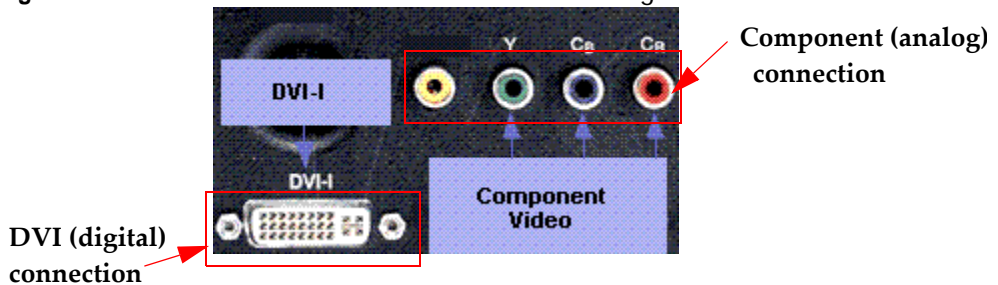 Y CB CR
Component (analog)
connection
DVI-I
DVI-I
Component
Video
DVI (digital)
connection